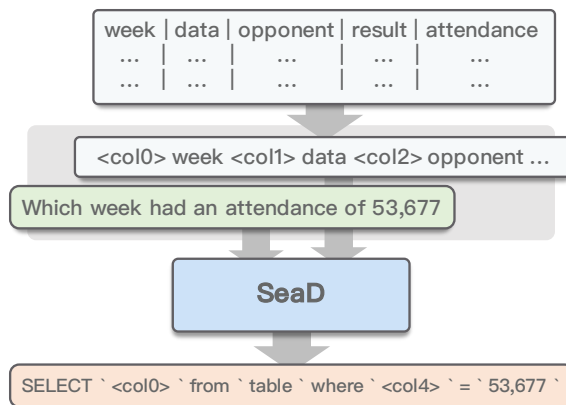 week | data | opponent | result | attendance
... | ... | ... | ... | ...
... | ... | ... | ... | ...
<col0> week <col1> data <col2> opponent ...
Which week had an attendance of 53,677
SeaD
SELECT ` <col0> ` from ` table ` where ` <col4> ` = ` 53,677 `